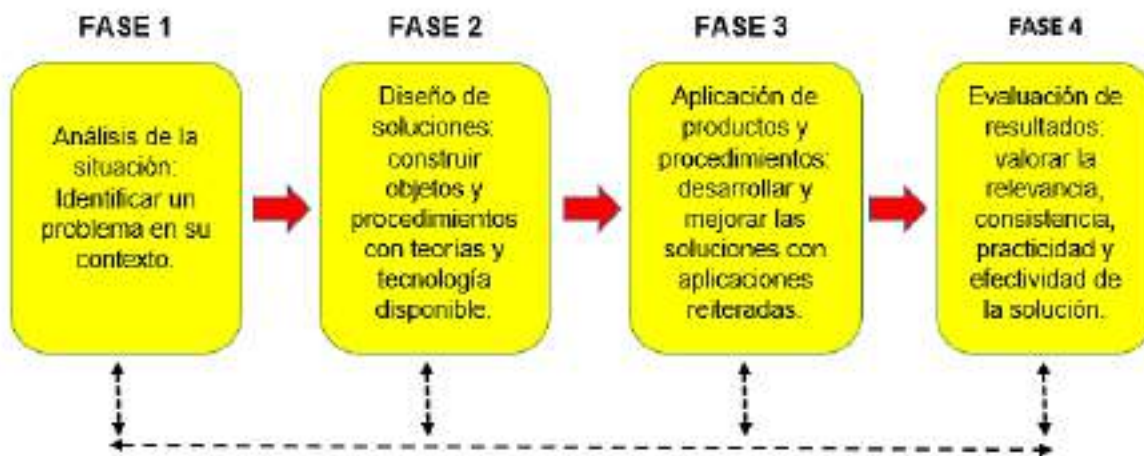 FASE 1
Análisis de la
situación:
Identificar un
problema en su
contexto.
FASE 2
Diseño de
soluciones:
construir
objetos y
procedimientos
con teorías y
tecnología
disponible.
FASE 3
Aplicación de
productos y
procedimientos:
desarrollar y
mejorar las
soluciones con
aplicaciones
reiteradas.
FASE 4
Evaluación de
resultados:
valorar la
relevancia,
consistencia,
practicidad y
efectividad de
la solución.